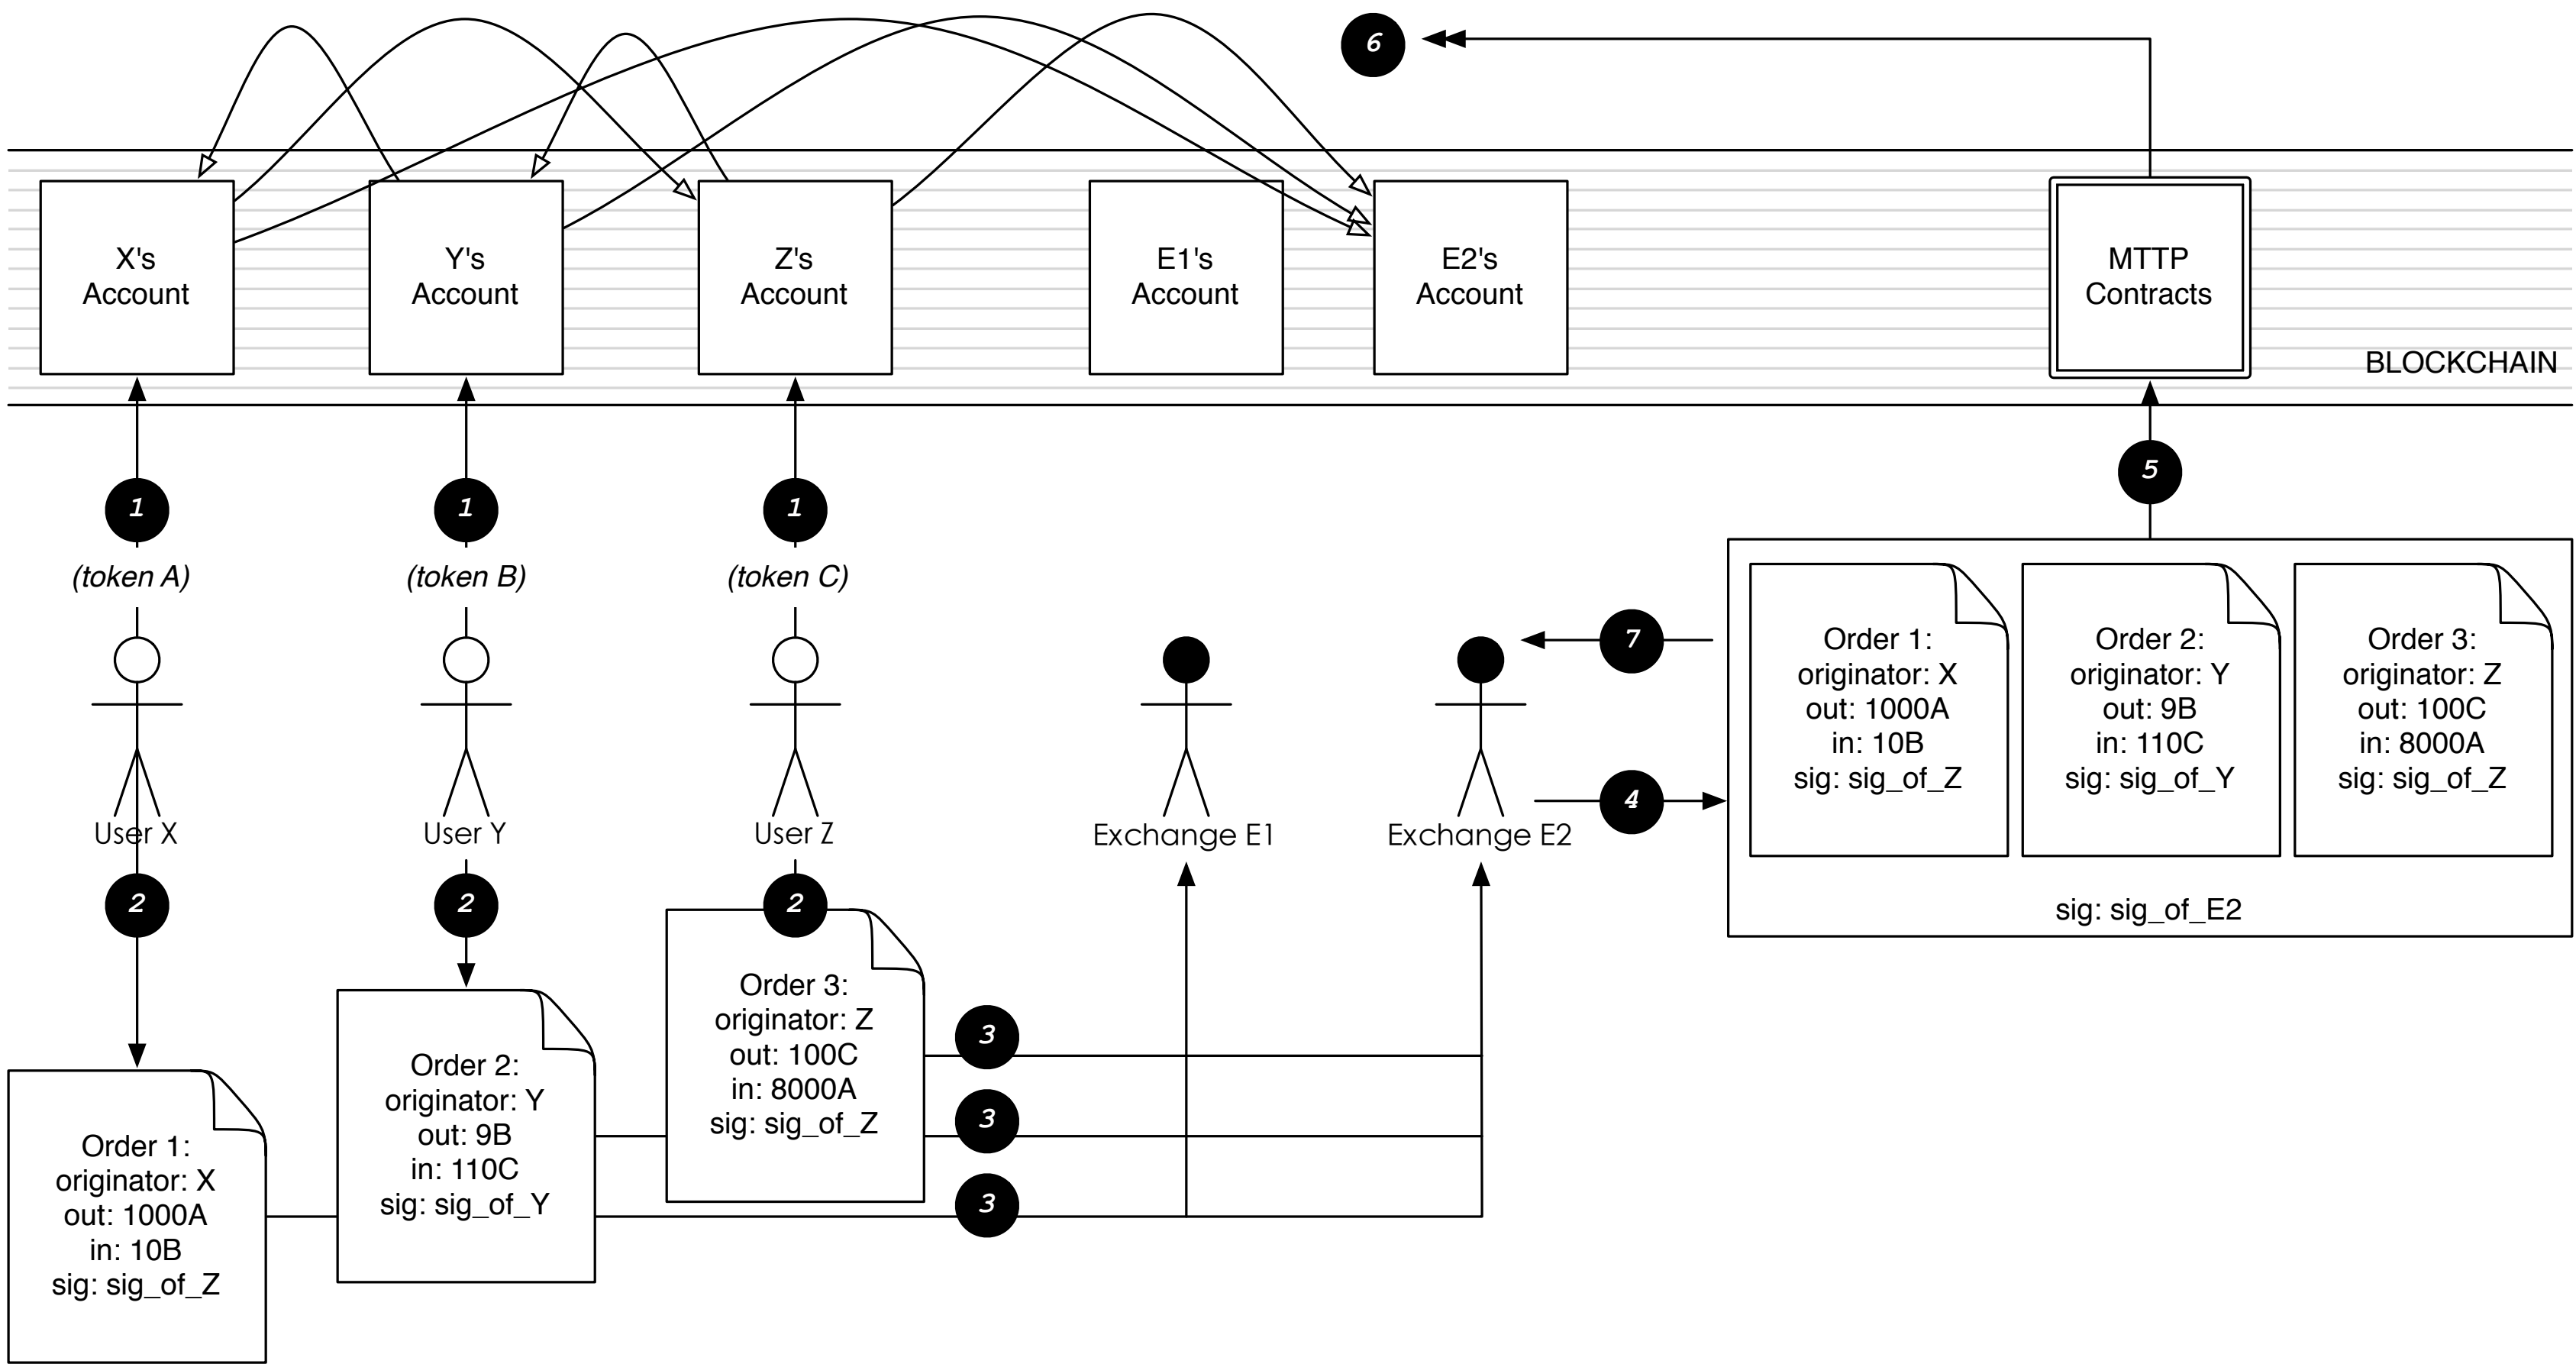 6
X's
Account
Y's
Account
Z's
Account
E1's
Account
E2's
Account
MTTP
Contracts
BLOCKCHAIN
1
1
1
5
(token A)
(token B)
(token C)
7
4
User X
User Y
User Z
Exchange E1
Exchange E2
Order 1:
originator: X
out: 1000A
in: 10B
sig: sig_of_Z
Order 2:
originator: Y
out: 9B
in: 110C
sig: sig_of_Y
Order 3:
originator: Z
out: 100C
in: 8000A
sig: sig_of_Z
sig: sig_of_E2
2
2
2
Order 1:
originator: X
out: 1000A
in: 10B
sig: sig_of_Z
Order 2:
originator: Y
out: 9B
in: 110C
sig: sig_of_Y
Order 3:
originator: Z
out: 100C
in: 8000A
sig: sig_of_Z
3
3
3